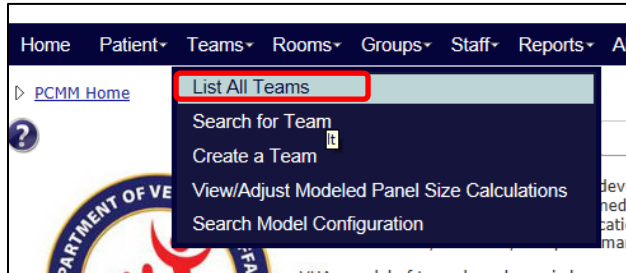 Home Patient Teams Rooms Groups Staff Reports A
PCMM Home
List All Teams
Search for Team
lt
Create a Team
View/Adjust Modeled Panel Size Calculations
Search Model Configuration
?